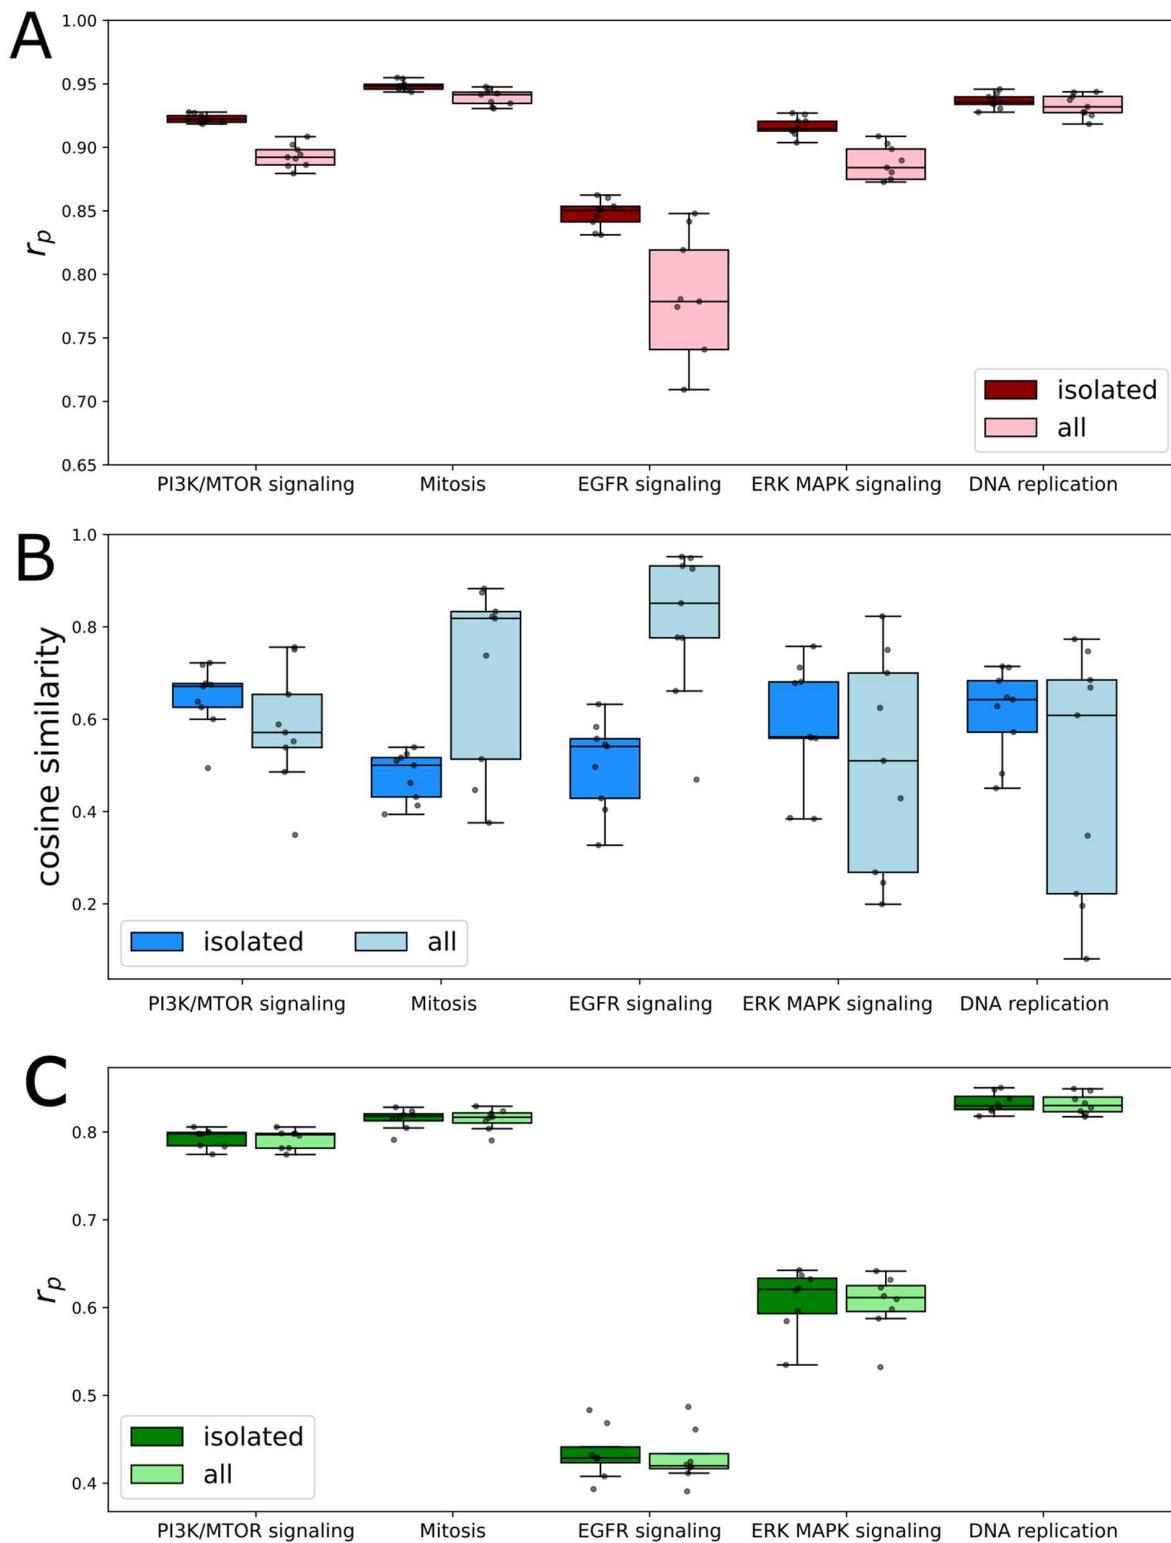 A
1.00
0.95
0.90
0.85
0.80
0.75
0.70
0.65
r_p
isolated
all
PI3K/MTOR signaling
Mitosis
EGFR signaling
ERK MAPK signaling
DNA replication
B
1.0
0.8
0.6
0.4
0.2
cosine similarity
isolated
all
PI3K/MTOR signaling
Mitosis
EGFR signaling
ERK MAPK signaling
DNA replication
C
0.8
0.7
0.6
0.5
0.4
r_p
isolated
all
PI3K/MTOR signaling
Mitosis
EGFR signaling
ERK MAPK signaling
DNA replication